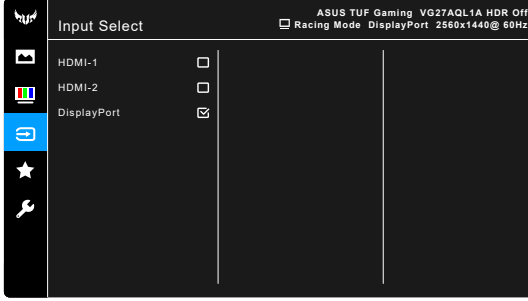 Input Select
ASUS TUF Gaming VG27AQL1A HDR Off
Racing Mode DisplayPort 2560x1440@ 60Hz
HDMI-1
HDMI-2
DisplayPort